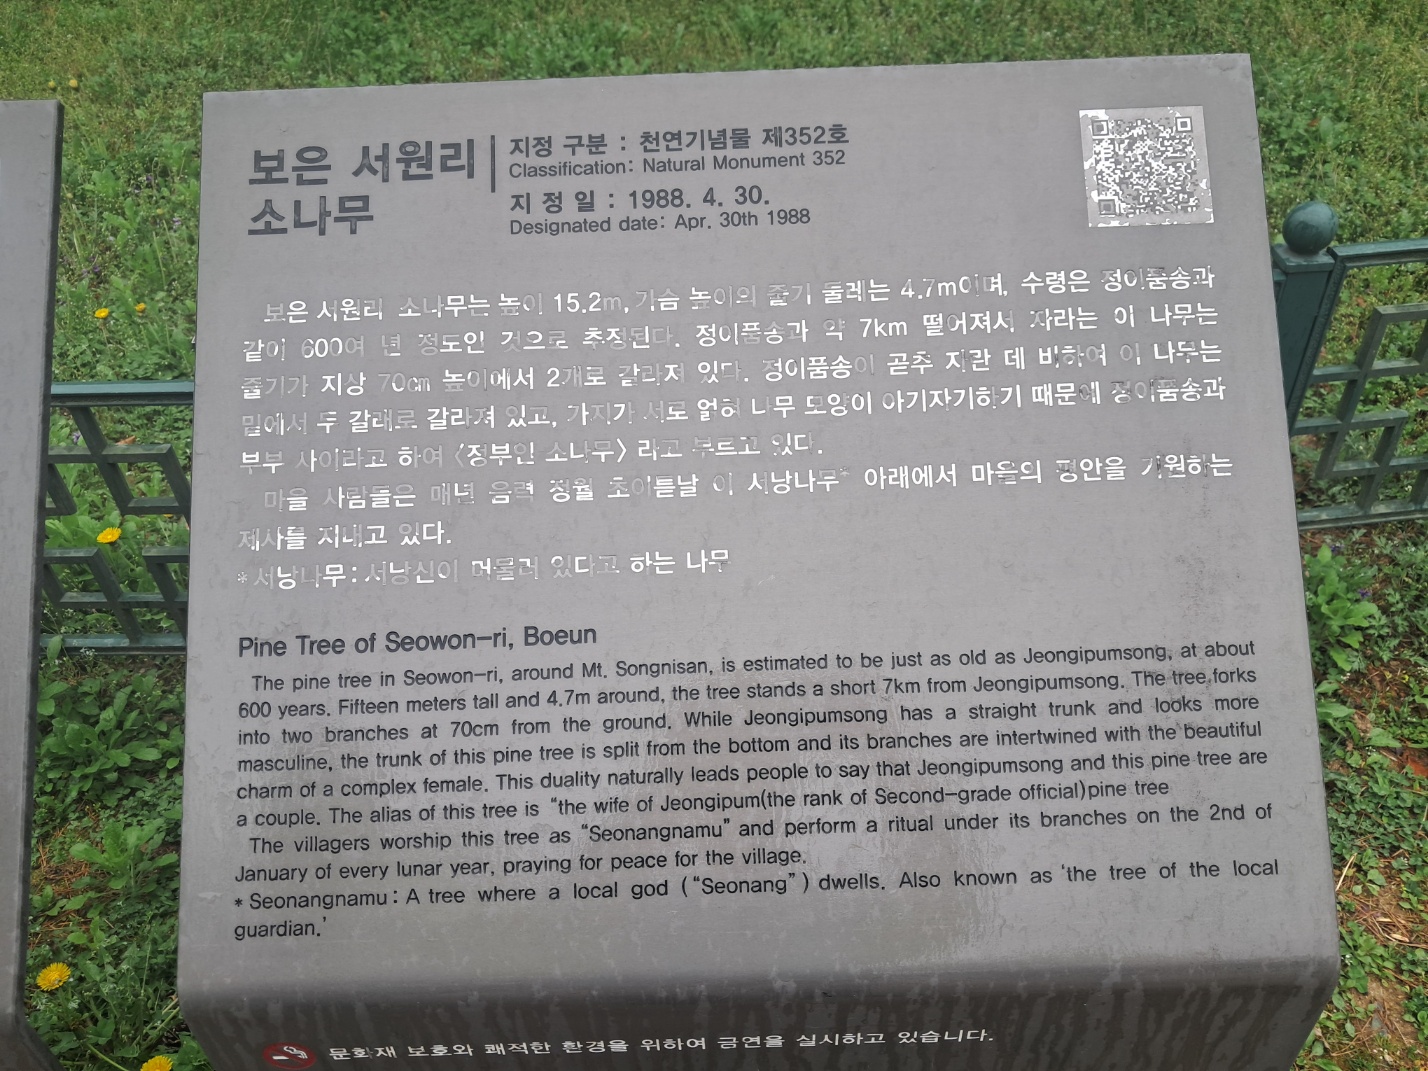 보은 서원리
소나무
지정 구분 : 천연기념물 제352호
Classification: Natural Monument 352
지 정 일 : 1988. 4. 30.
Designated date: Apr. 30th 1988
보은 서원리 소나무는 높이 15.2m, 가슴 높이의 줄기 둘레는 4.7m이며, 수령은 정이품송과
같이 600여 년 정도인 것으로 추정된다. 정이품송과 약 7km 떨어져서 자라는 이 나무는
줄기가 지상 70cm 높이에서 2개로 갈라져 있다. 정이품송이 곧추 자란 데 비하여 이 나무는
밑에서 두 갈래로 갈라져 있고, 가지가 서로 얽혀 나무 모양이 아기자기하기 때문에 정이품송과
부부 사이라고 하여 〈정부인 소나무〉 라고 부르고 있다.
마을 사람들은 매년 음력 정월 초이튿날 이 서낭나무* 아래에서 마을의 평안을 기원하는
제사를 지내고 있다.
*서낭나무 : 서낭신이 머물러 있다고 하는 나무
Pine Tree of Seowon-ri, Boeun
The pine tree in Seowon-ri, around Mt. Songnisan, is estimated to be just as old as Jeongipumsong, at about
600 years. Fifteen meters tall and 4.7m around, the tree stands a short 7km from Jeongipumsong. The tree forks
into two branches at 70cm from the ground. While Jeongipumsong has a straight trunk and looks more
masculine, the trunk of this pine tree is split from the bottom and its branches are intertwined with the beautiful
charm of a complex female. This duality naturally leads people to say that Jeongipumsong and this pine tree are
a couple. The alias of this tree is “the wife of Jeongipum(the rank of Second-grade official)pine tree
The villagers worship this tree as “Seonangnamu” and perform a ritual under its branches on the 2nd of
January of every lunar year, praying for peace for the village.
* Seonangnamu : A tree where a local god (“Seonang”) dwells. Also known as ‘the tree of the local
guardian.’
문화재 보호와 쾌적한 환경을 위하여 금연을 실시하고 있습니다.